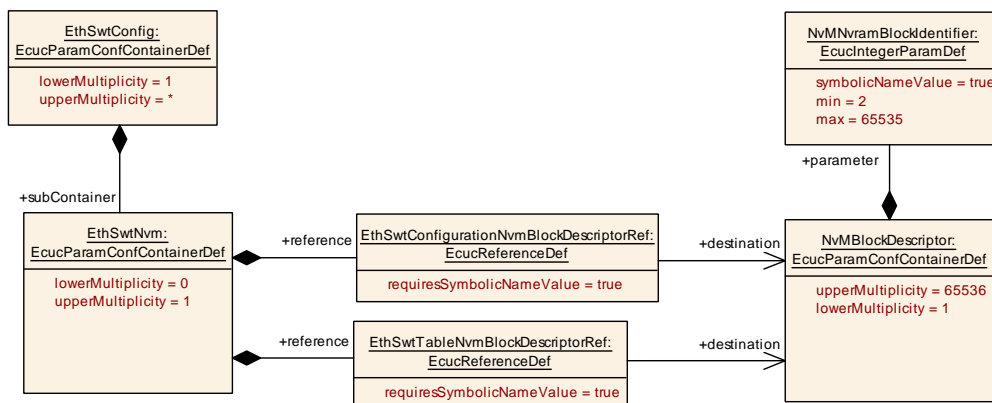 EthSwtConfig:
EcucParamConfContainerDef
lowerMultiplicity = 1
upperMultiplicity = *
NvMNvramBlockIdentifier:
EcucIntegerParamDef
symbolicNameValue = true
min = 2
max = 65535
+parameter
+subContainer
EthSwtNvm:
EcucParamConfContainerDef
lowerMultiplicity = 0
upperMultiplicity = 1
+reference
EthSwtConfigurationNvmBlockDescriptorRef:
EcucReferenceDef
requiresSymbolicNameValue = true
+destination
NvMBlockDescriptor:
EcucParamConfContainerDef
upperMultiplicity = 65536
lowerMultiplicity = 1
+reference
EthSwtTableNvmBlockDescriptorRef:
EcucReferenceDef
requiresSymbolicNameValue = true
+destination